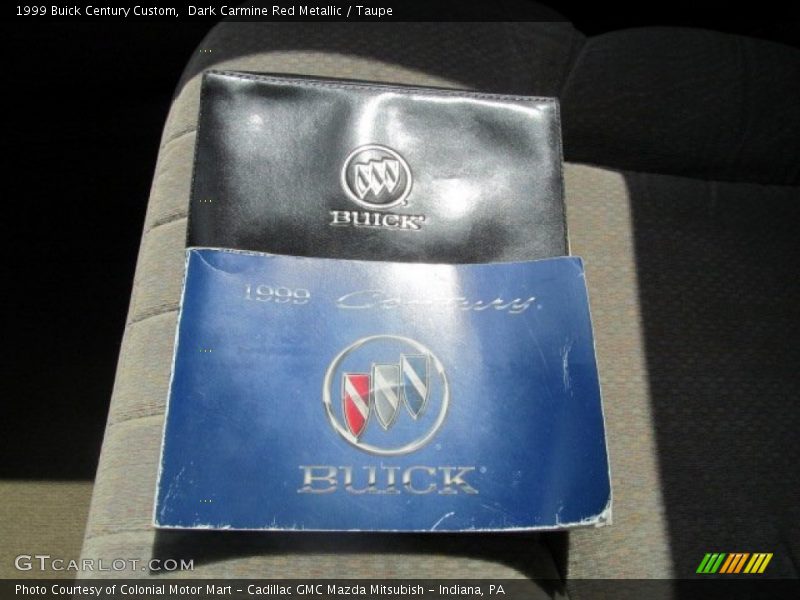 1999 Buick Century Custom,  Dark Carmine Red Metallic / Taupe
BUICK
1999 Century
BUICK
GTCARLOT.COM
Photo Courtesy of Colonial Motor Mart - Cadillac GMC Mazda Mitsubish - Indiana, PA